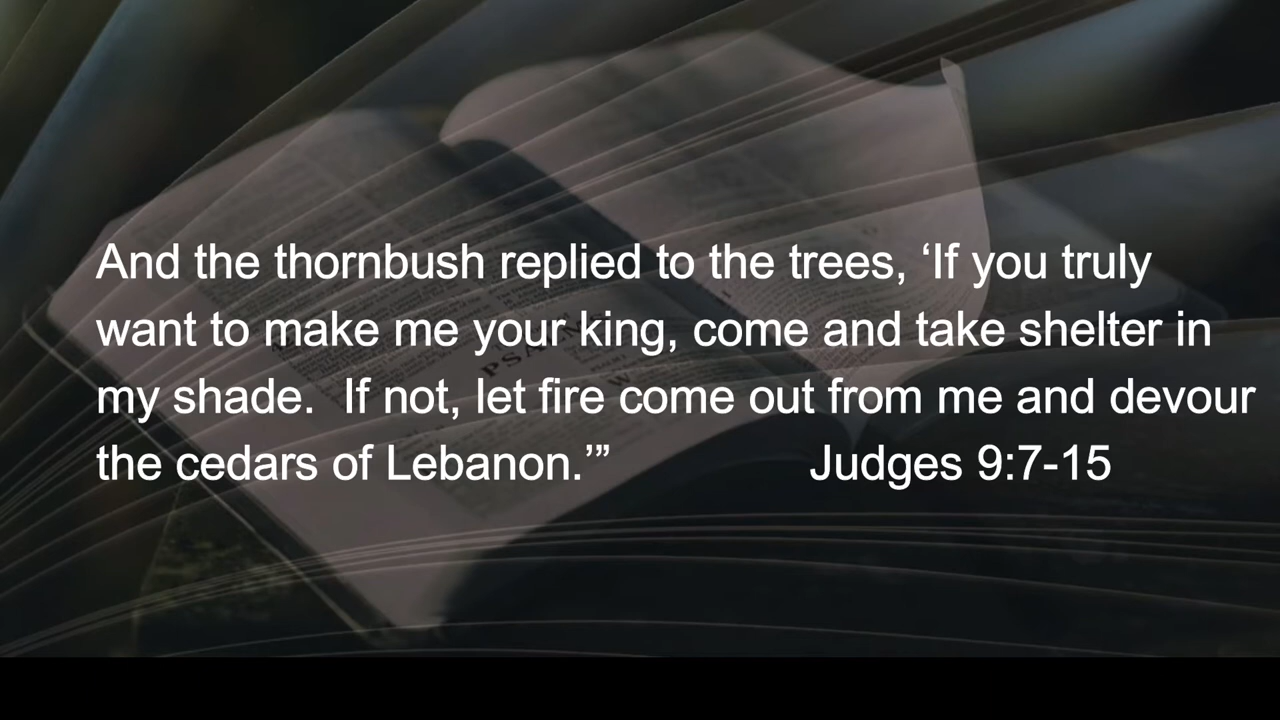 And the thornbush replied to the trees, ‘If you truly
want to make me your king, come and take shelter in
my shade.  If not, let fire come out from me and devour
the cedars of Lebanon.’” Judges 9:7-15